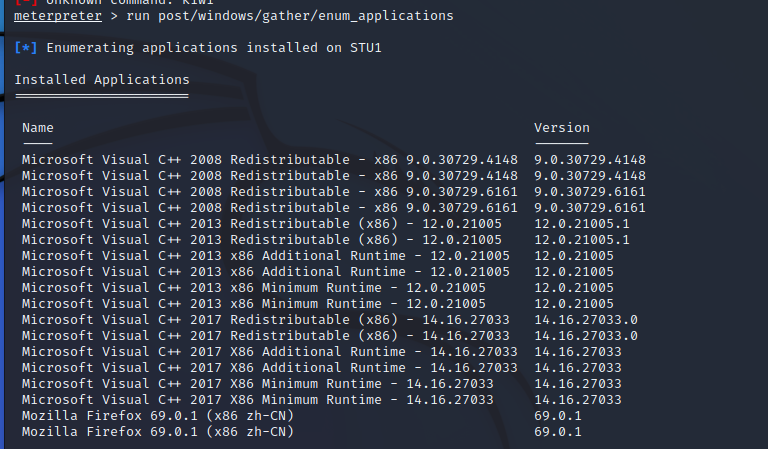 [-] Unknown command: kiwi
meterpreter > run post/windows/gather/enum_applications
[*] Enumerating applications installed on STU1
Installed Applications
======================
Name Version
---- -------
Microsoft Visual C++ 2008 Redistributable - x86 9.0.30729.4148 9.0.30729.4148
Microsoft Visual C++ 2008 Redistributable - x86 9.0.30729.4148 9.0.30729.4148
Microsoft Visual C++ 2008 Redistributable - x86 9.0.30729.6161 9.0.30729.6161
Microsoft Visual C++ 2008 Redistributable - x86 9.0.30729.6161 9.0.30729.6161
Microsoft Visual C++ 2013 Redistributable (x86) - 12.0.21005 12.0.21005.1
Microsoft Visual C++ 2013 Redistributable (x86) - 12.0.21005 12.0.21005.1
Microsoft Visual C++ 2013 x86 Additional Runtime - 12.0.21005 12.0.21005
Microsoft Visual C++ 2013 x86 Additional Runtime - 12.0.21005 12.0.21005
Microsoft Visual C++ 2013 x86 Minimum Runtime - 12.0.21005 12.0.21005
Microsoft Visual C++ 2013 x86 Minimum Runtime - 12.0.21005 12.0.21005
Microsoft Visual C++ 2017 Redistributable (x86) - 14.16.27033 14.16.27033.0
Microsoft Visual C++ 2017 Redistributable (x86) - 14.16.27033 14.16.27033.0
Microsoft Visual C++ 2017 X86 Additional Runtime - 14.16.27033 14.16.27033
Microsoft Visual C++ 2017 X86 Additional Runtime - 14.16.27033 14.16.27033
Microsoft Visual C++ 2017 X86 Minimum Runtime - 14.16.27033 14.16.27033
Microsoft Visual C++ 2017 X86 Minimum Runtime - 14.16.27033 14.16.27033
Mozilla Firefox 69.0.1 (x86 zh-CN) 69.0.1
Mozilla Firefox 69.0.1 (x86 zh-CN) 69.0.1